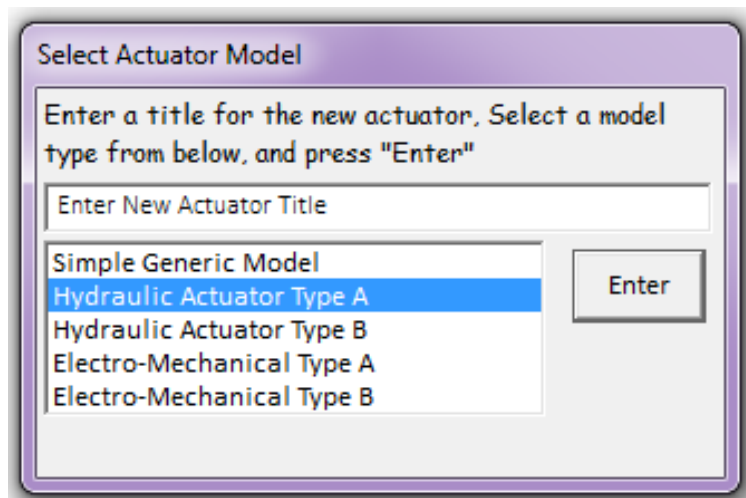 Select Actuator Model
Enter a title for the new actuator, Select a model
type from below, and press "Enter"
Enter New Actuator Title
Simple Generic Model
Hydraulic Actuator Type A
Hydraulic Actuator Type B
Electro-Mechanical Type A
Electro-Mechanical Type B
Enter